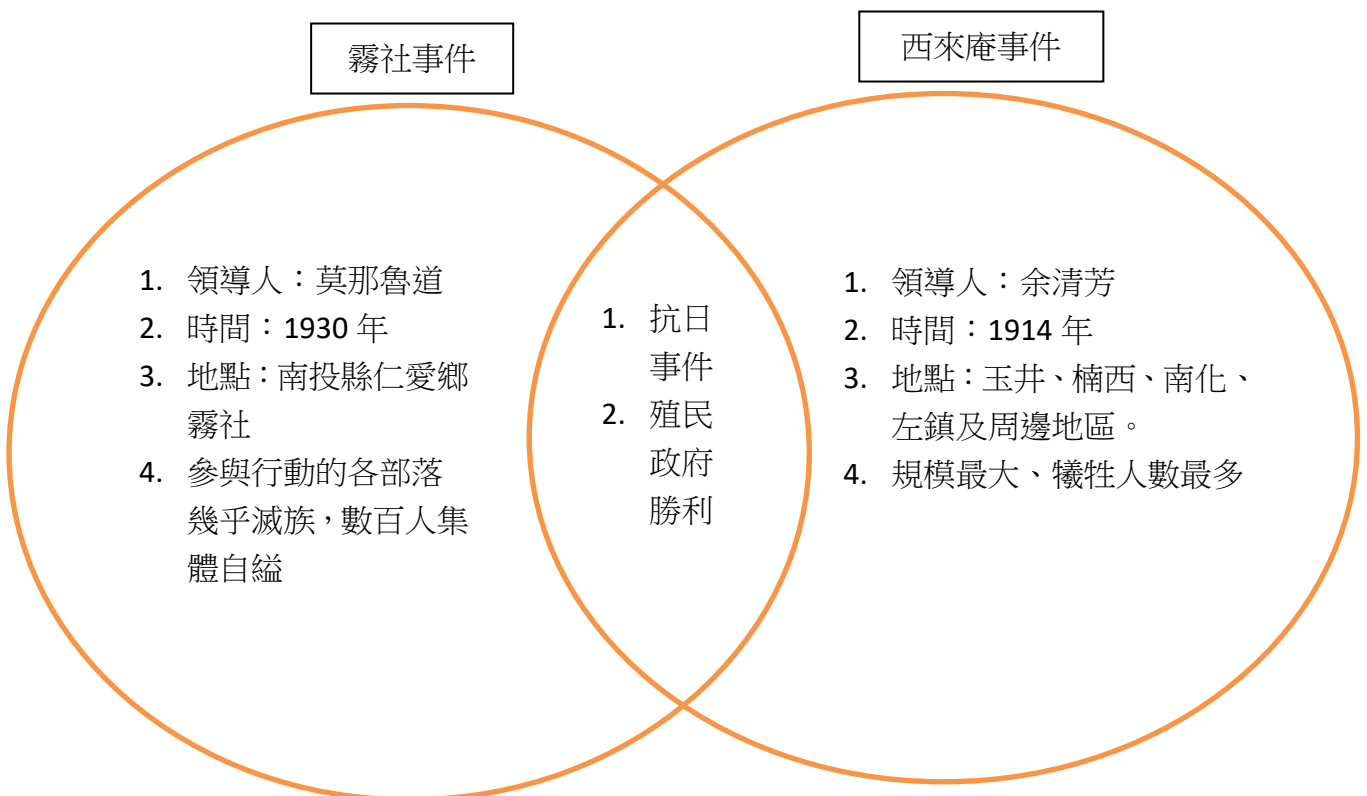 霧社事件
西來庵事件
1. 領導人：莫那魯道
2. 時間：1930 年
3. 地點：南投縣仁愛鄉
霧社
4. 參與行動的各部落
幾乎滅族，數百人集
體自縊
1. 抗日
事件
2. 殖民
政府
勝利
1. 領導人：余清芳
2. 時間：1914 年
3. 地點：玉井、楠西、南化、
左鎮及周邊地區。
4. 規模最大、犧牲人數最多